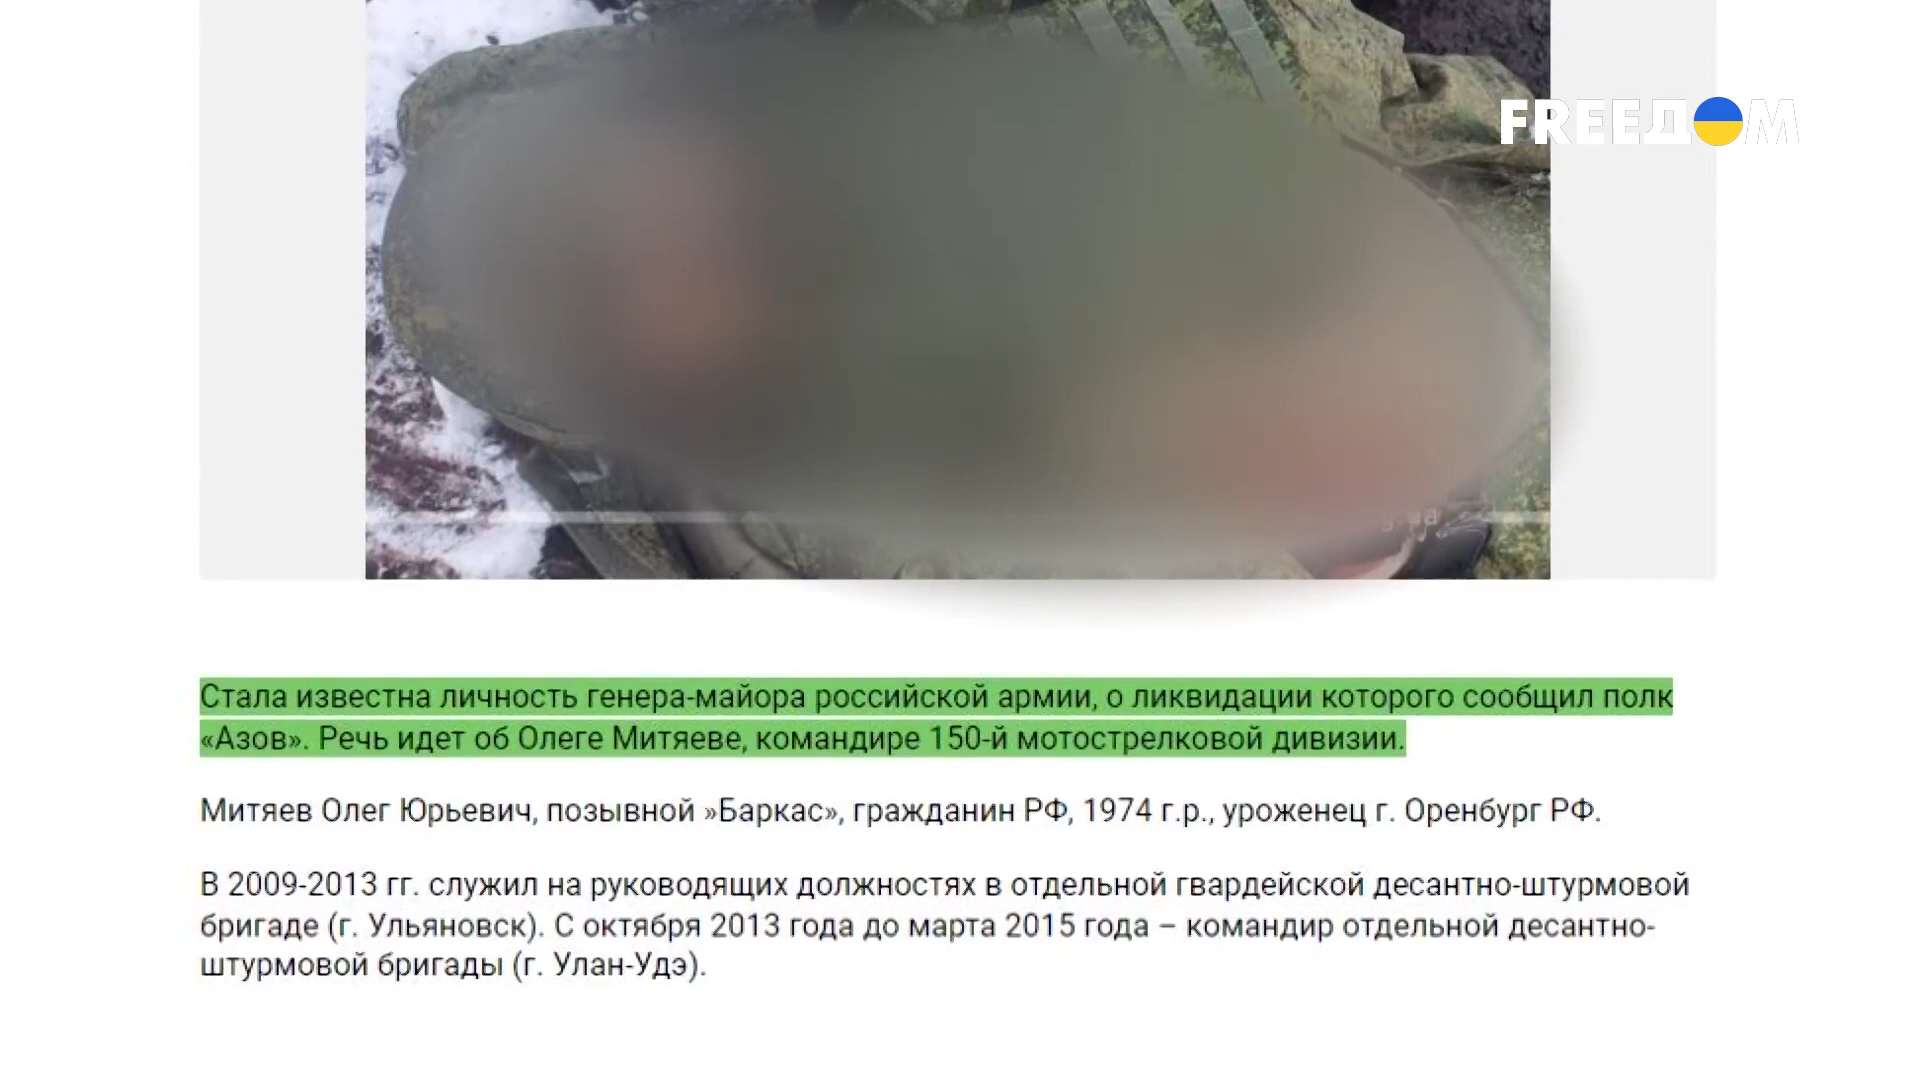 FREEДOM
Стала известна личность генера-майора российской армии, о ликвидации которого сообщил полк
«Азов». Речь идет об Олеге Митяеве, командире 150-й мотострелковой дивизии.
Митяев Олег Юрьевич, позывной »Баркас», гражданин РФ, 1974 г.р., уроженец г. Оренбург РФ.
В 2009-2013 гг. служил на руководящих должностях в отдельной гвардейской десантно-штурмовой
бригаде (г. Ульяновск). С октября 2013 года до марта 2015 года – командир отдельной десантно-
штурмовой бригады (г. Улан-Удэ).